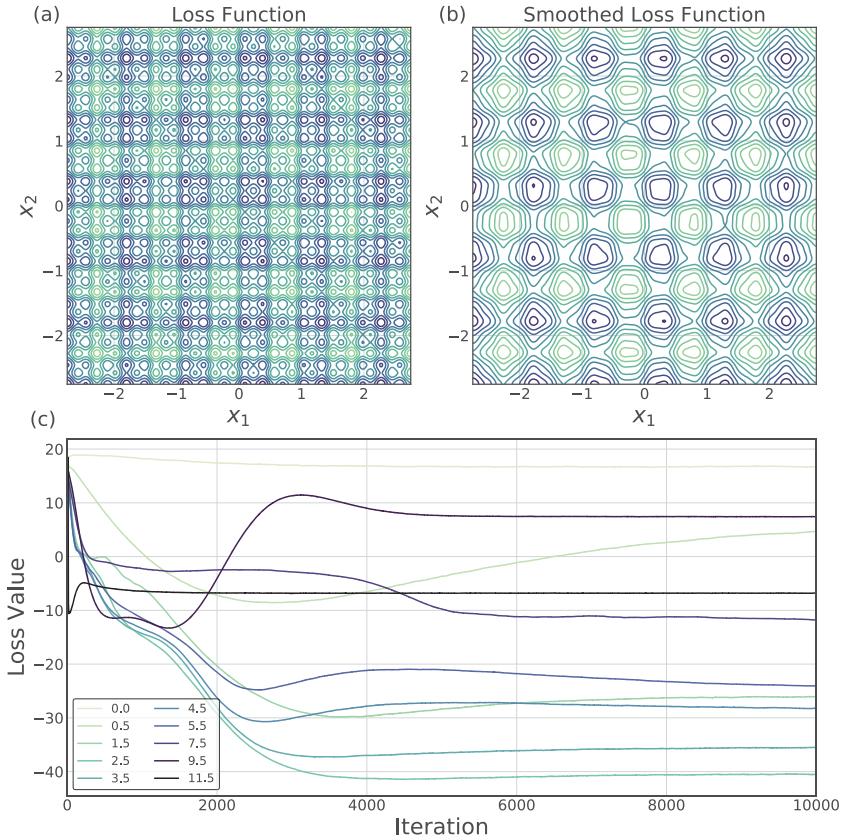 (a) Loss Function
(b) Smoothed Loss Function
2
1
0
−1
−2
x2
−2 −1 0 1 2
x1
2
1
0
−1
−2
x2
−2 −1 0 1 2
x1
(c)
20
10
0
−10
−20
−30
−40
Loss Value
0.0 4.5
0.5 5.5
1.5 7.5
2.5 9.5
3.5 11.5
0 2000 4000 6000 8000 10000
Iteration